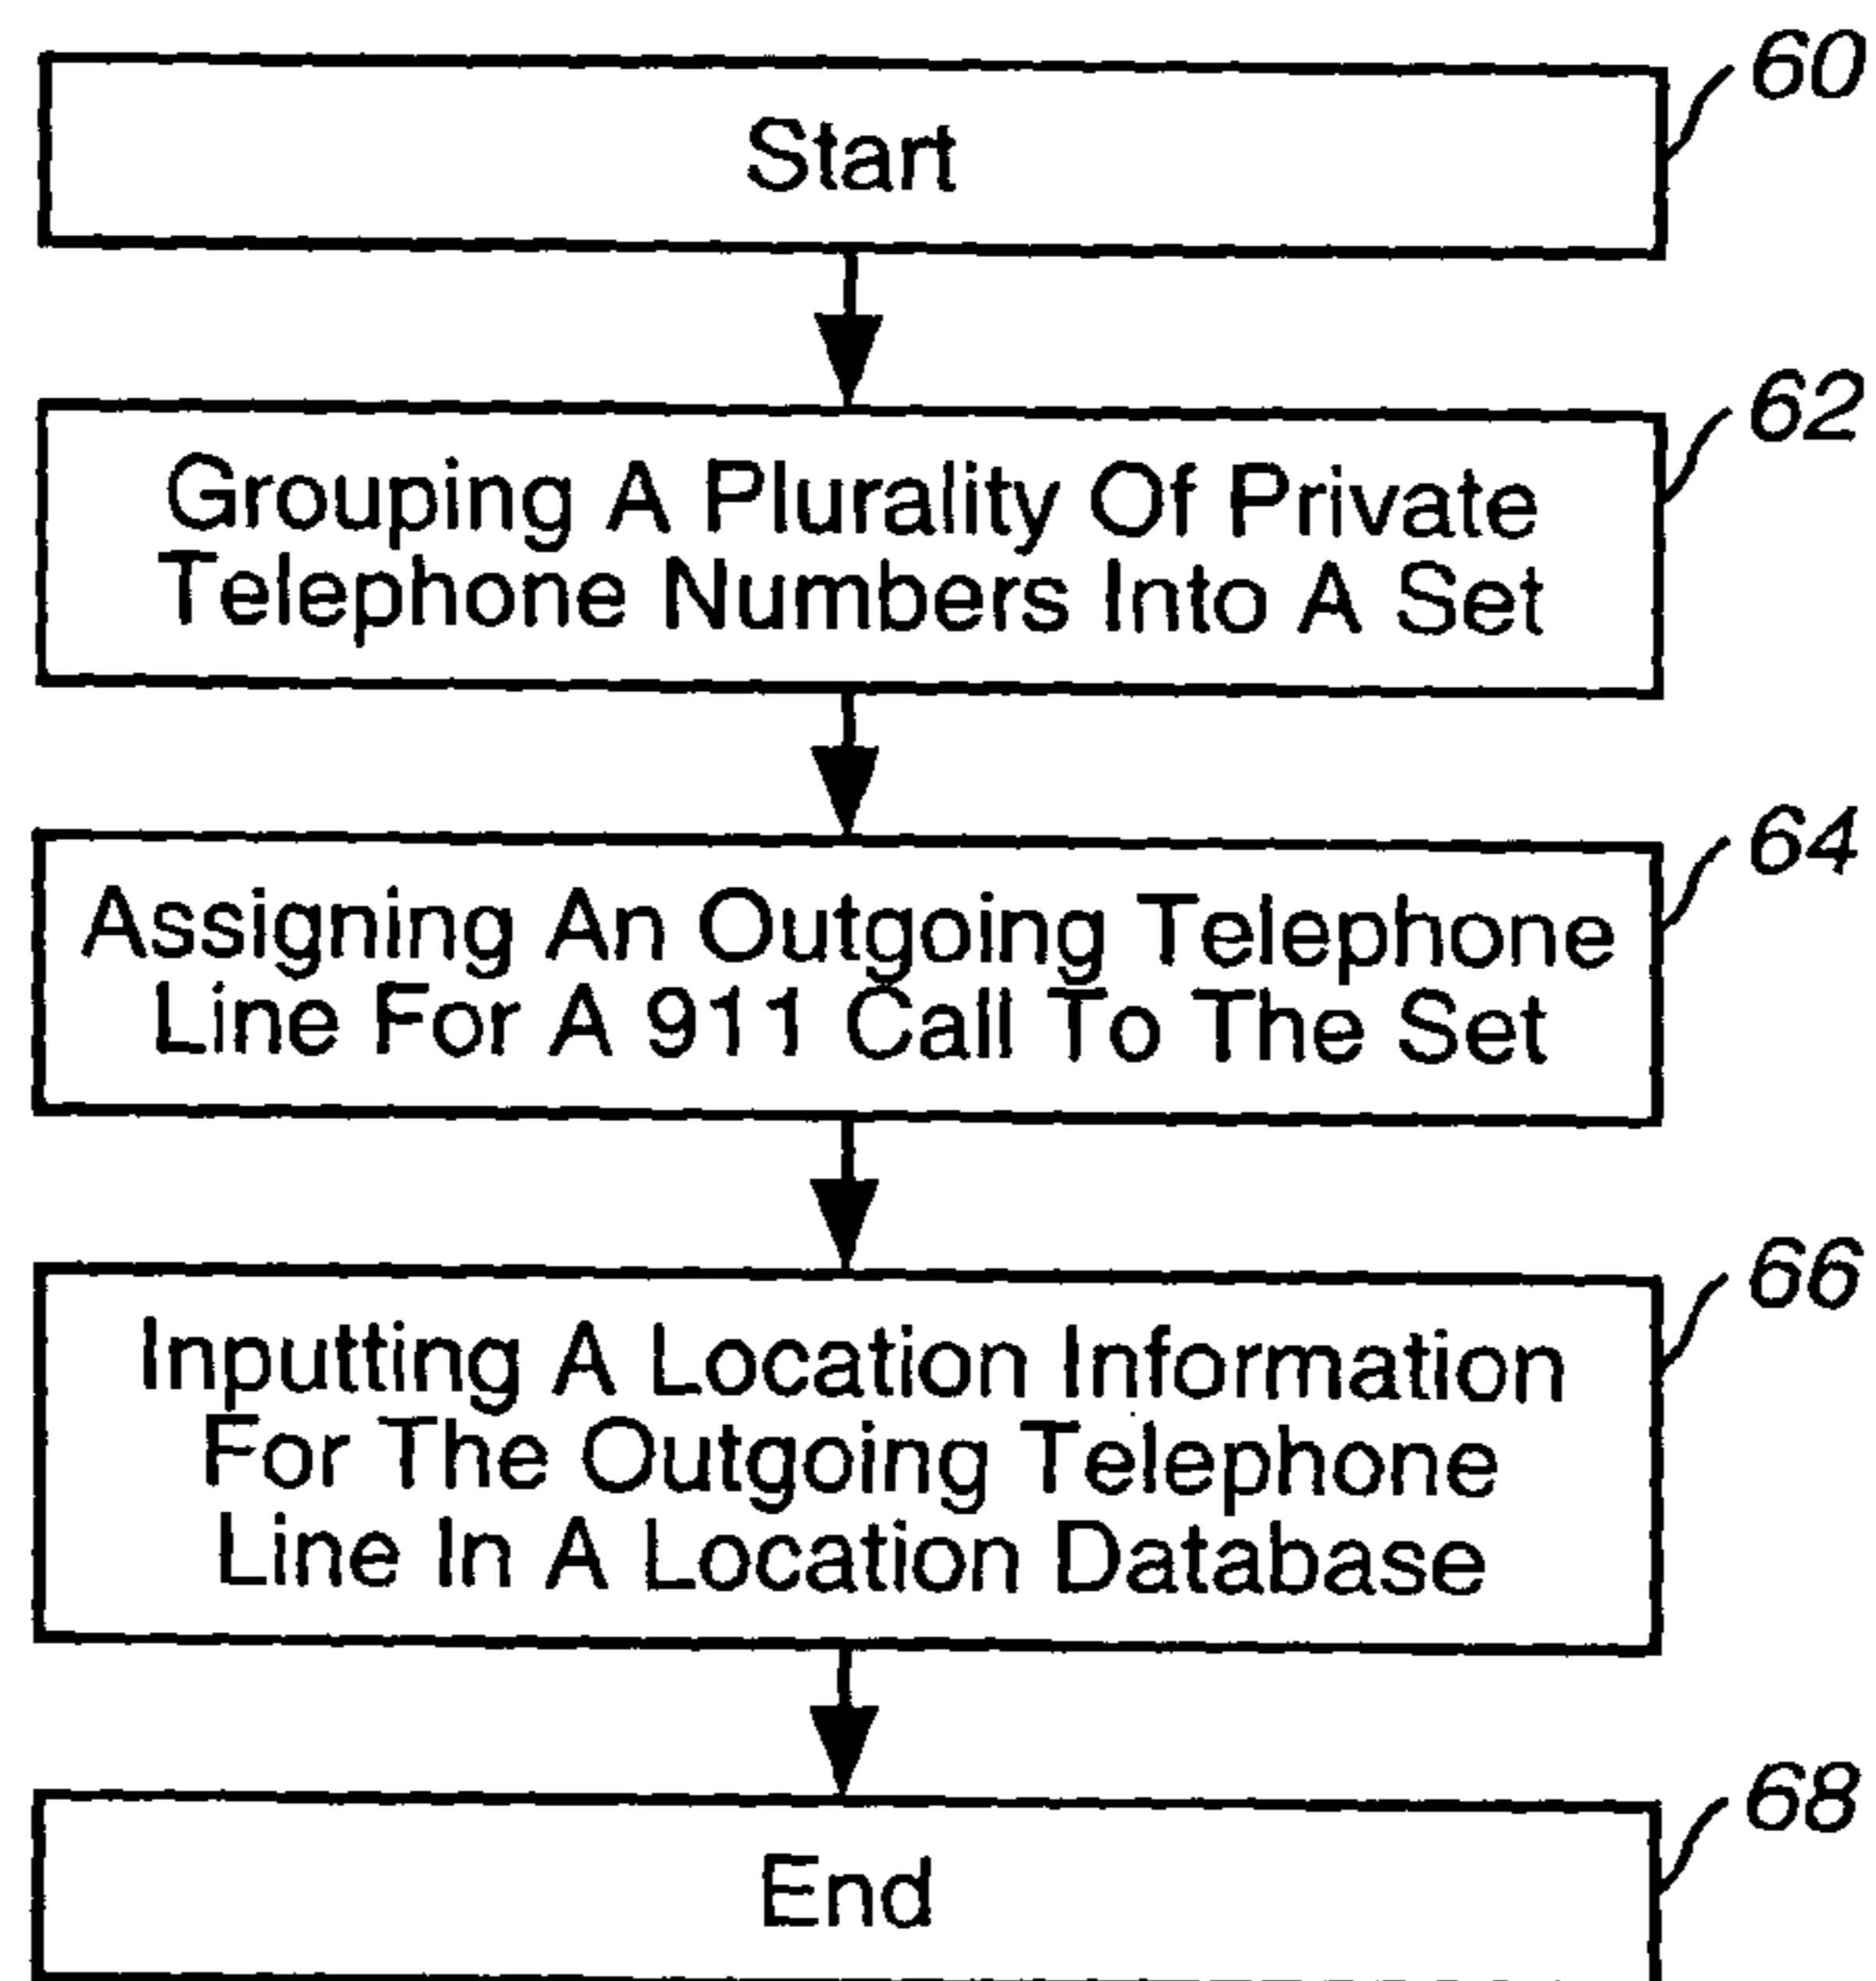 60
Start
62
Grouping A Plurality Of Private
Telephone Numbers Into A Set
64
Assigning An Outgoing Telephone
Line For A 911 Call To The Set
66
Inputting A Location Information
For The Outgoing Telephone
Line In A Location Database
68
End